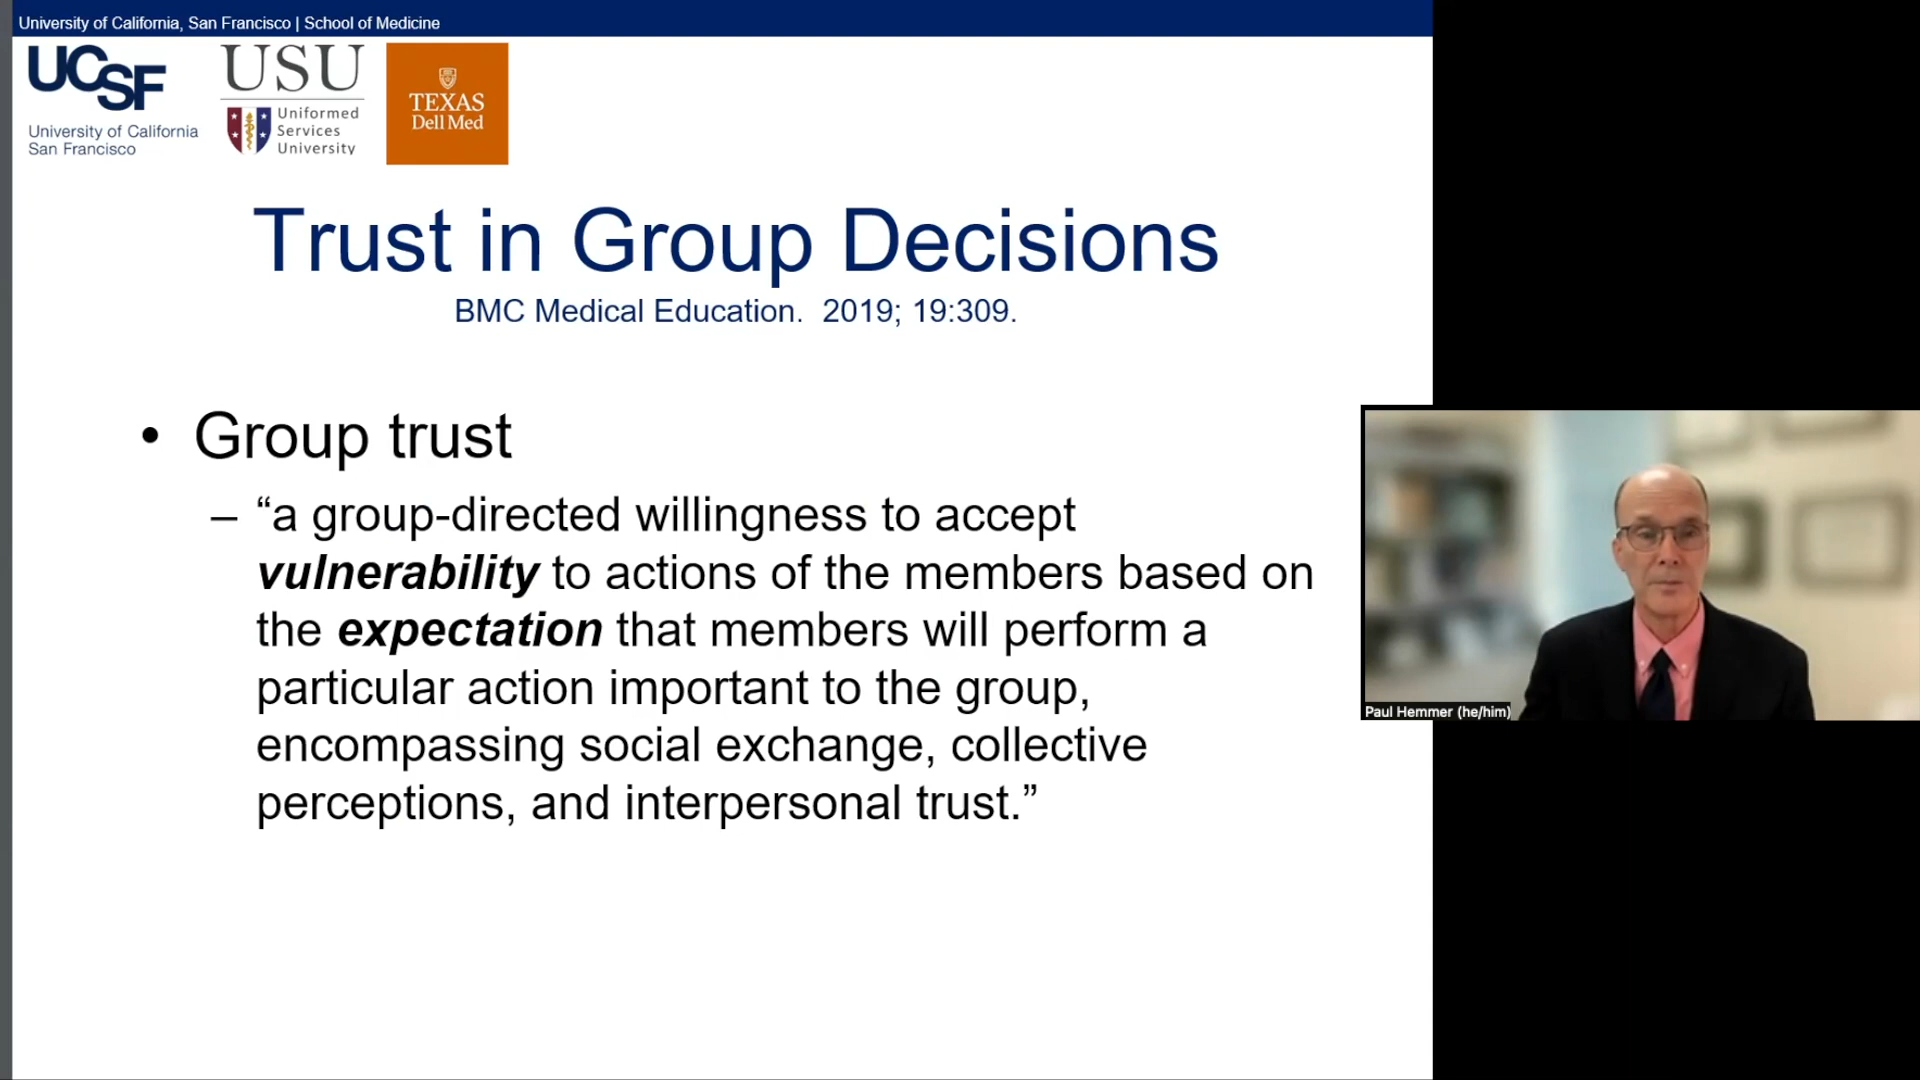 University of California, San Francisco | School of Medicine
UCSF
University of California
San Francisco
USU
Uniformed
Services
University
TEXAS
Dell Med
Trust in Group Decisions
BMC Medical Education.  2019; 19:309.
• Group trust
– “a group-directed willingness to accept
vulnerability to actions of the members based on
the expectation that members will perform a
particular action important to the group,
encompassing social exchange, collective
perceptions, and interpersonal trust.”
Paul Hemmer (he/him)